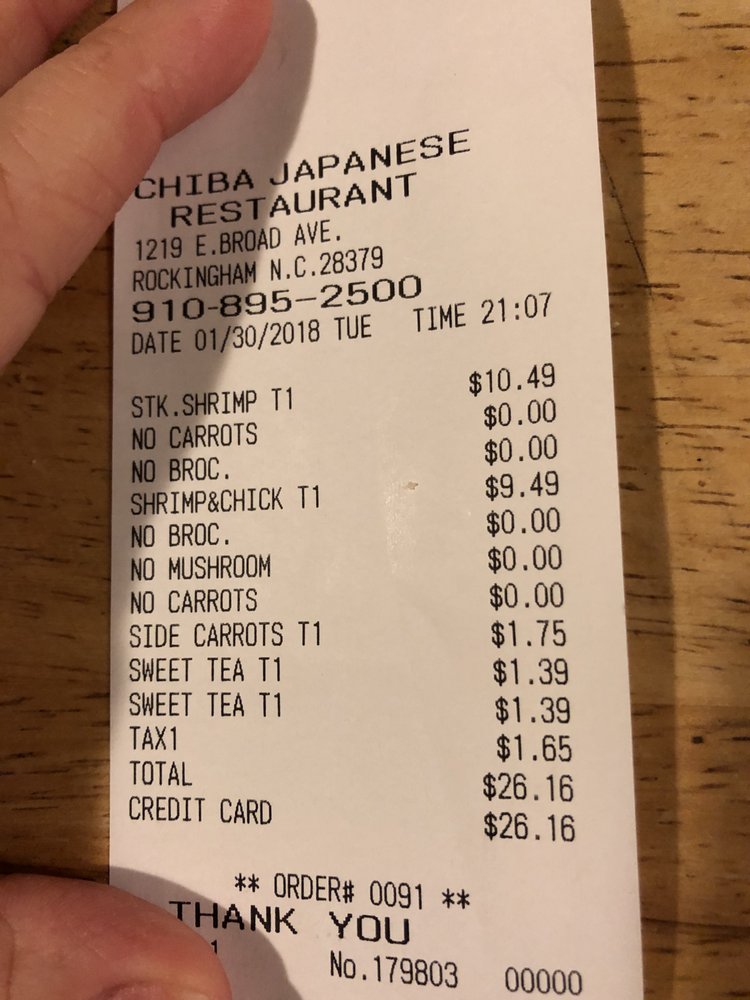 CHIBA JAPANESE
RESTAURANT
1219 E.BROAD AVE.
ROCKINGHAM N.C.28379
910-895-2500
DATE 01/30/2018 TUE TIME 21:07
STK.SHRIMP T1 $10.49
NO CARROTS $0.00
NO BROC. $0.00
SHRIMP&CHICK T1 $9.49
NO BROC. $0.00
NO MUSHROOM $0.00
NO CARROTS $0.00
SIDE CARROTS T1 $1.75
SWEET TEA T1 $1.39
SWEET TEA T1 $1.39
TAX1 $1.65
TOTAL $26.16
CREDIT CARD $26.16
** ORDER# 0091 **
THANK YOU
No.179803 00000